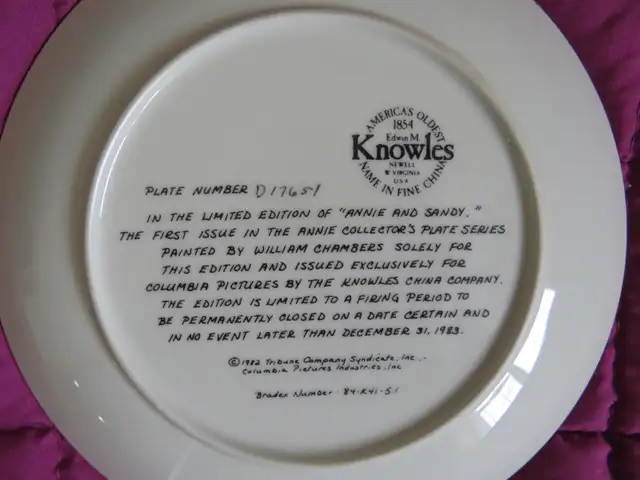 AMERICA'S OLDEST
1854
Edwin M.
Knowles
NEWELL
W VIRGINIA
U.S.A
NAME IN FINE CHINA
PLATE NUMBER D17651
IN THE LIMITED EDITION OF "ANNIE AND SANDY,"
THE FIRST ISSUE IN THE ANNIE COLLECTOR'S PLATE SERIES
PAINTED BY WILLIAM CHAMBERS SOLELY FOR
THIS EDITION AND ISSUED EXCLUSIVELY FOR
COLUMBIA PICTURES BY THE KNOWLES CHINA COMPANY.
THE EDITION IS LIMITED TO A FIRING PERIOD TO
BE PERMANENTLY CLOSED ON A DATE CERTAIN AND
IN NO EVENT LATER THAN DECEMBER 31, 1983.
©1982 Tribune Company Syndicate, Inc.,-
Columbia Pictures Industries, Inc
Bradex Number: 84-K41-5.1